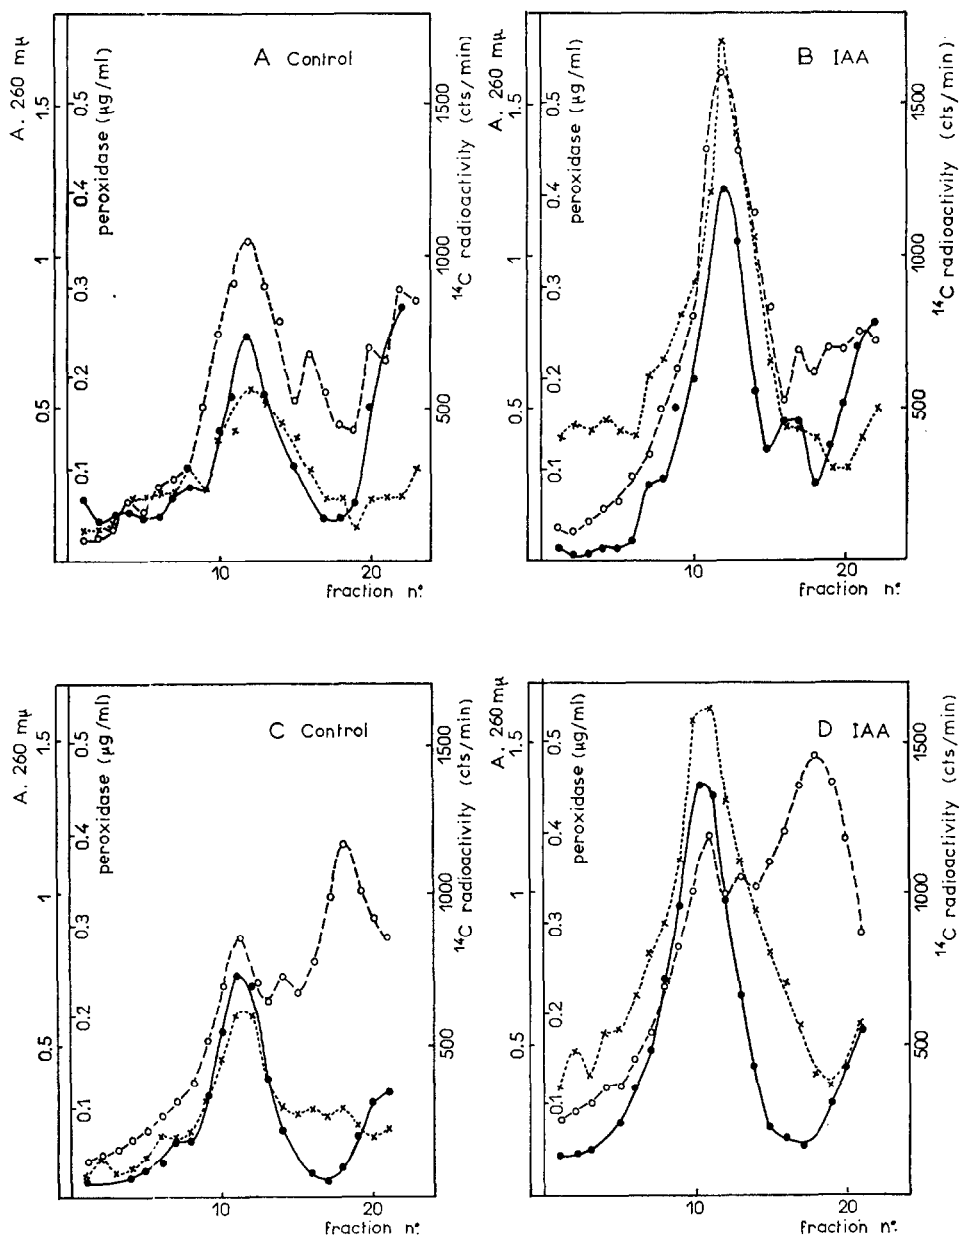 A Control
A. 260 mµ
peroxidase (µg/ml)
¹⁴C radioactivity (cts/min)
1.5
1
0.5
0.5
0.4
0.3
0.2
0.1
1500
1000
500
10
20
fraction n°.
B IAA
A. 260 mµ
peroxidase (µg/ml)
¹⁴C radioactivity (cts/min)
1.5
1
0.5
0.5
0.4
0.3
0.2
0.1
1500
1000
500
10
20
fraction n°.
C Control
A. 260 mµ
peroxidase (µg/ml)
¹⁴C radioactivity (cts/min)
1.5
1
0.5
0.5
0.4
0.3
0.2
0.1
1500
1000
500
10
20
fraction n°.
D IAA
A. 260 mµ
peroxidase (µg/ml)
¹⁴C radioactivity (cts/min)
1.5
1
0.5
0.5
0.4
0.3
0.2
0.1
1500
1000
500
10
20
fraction n°.